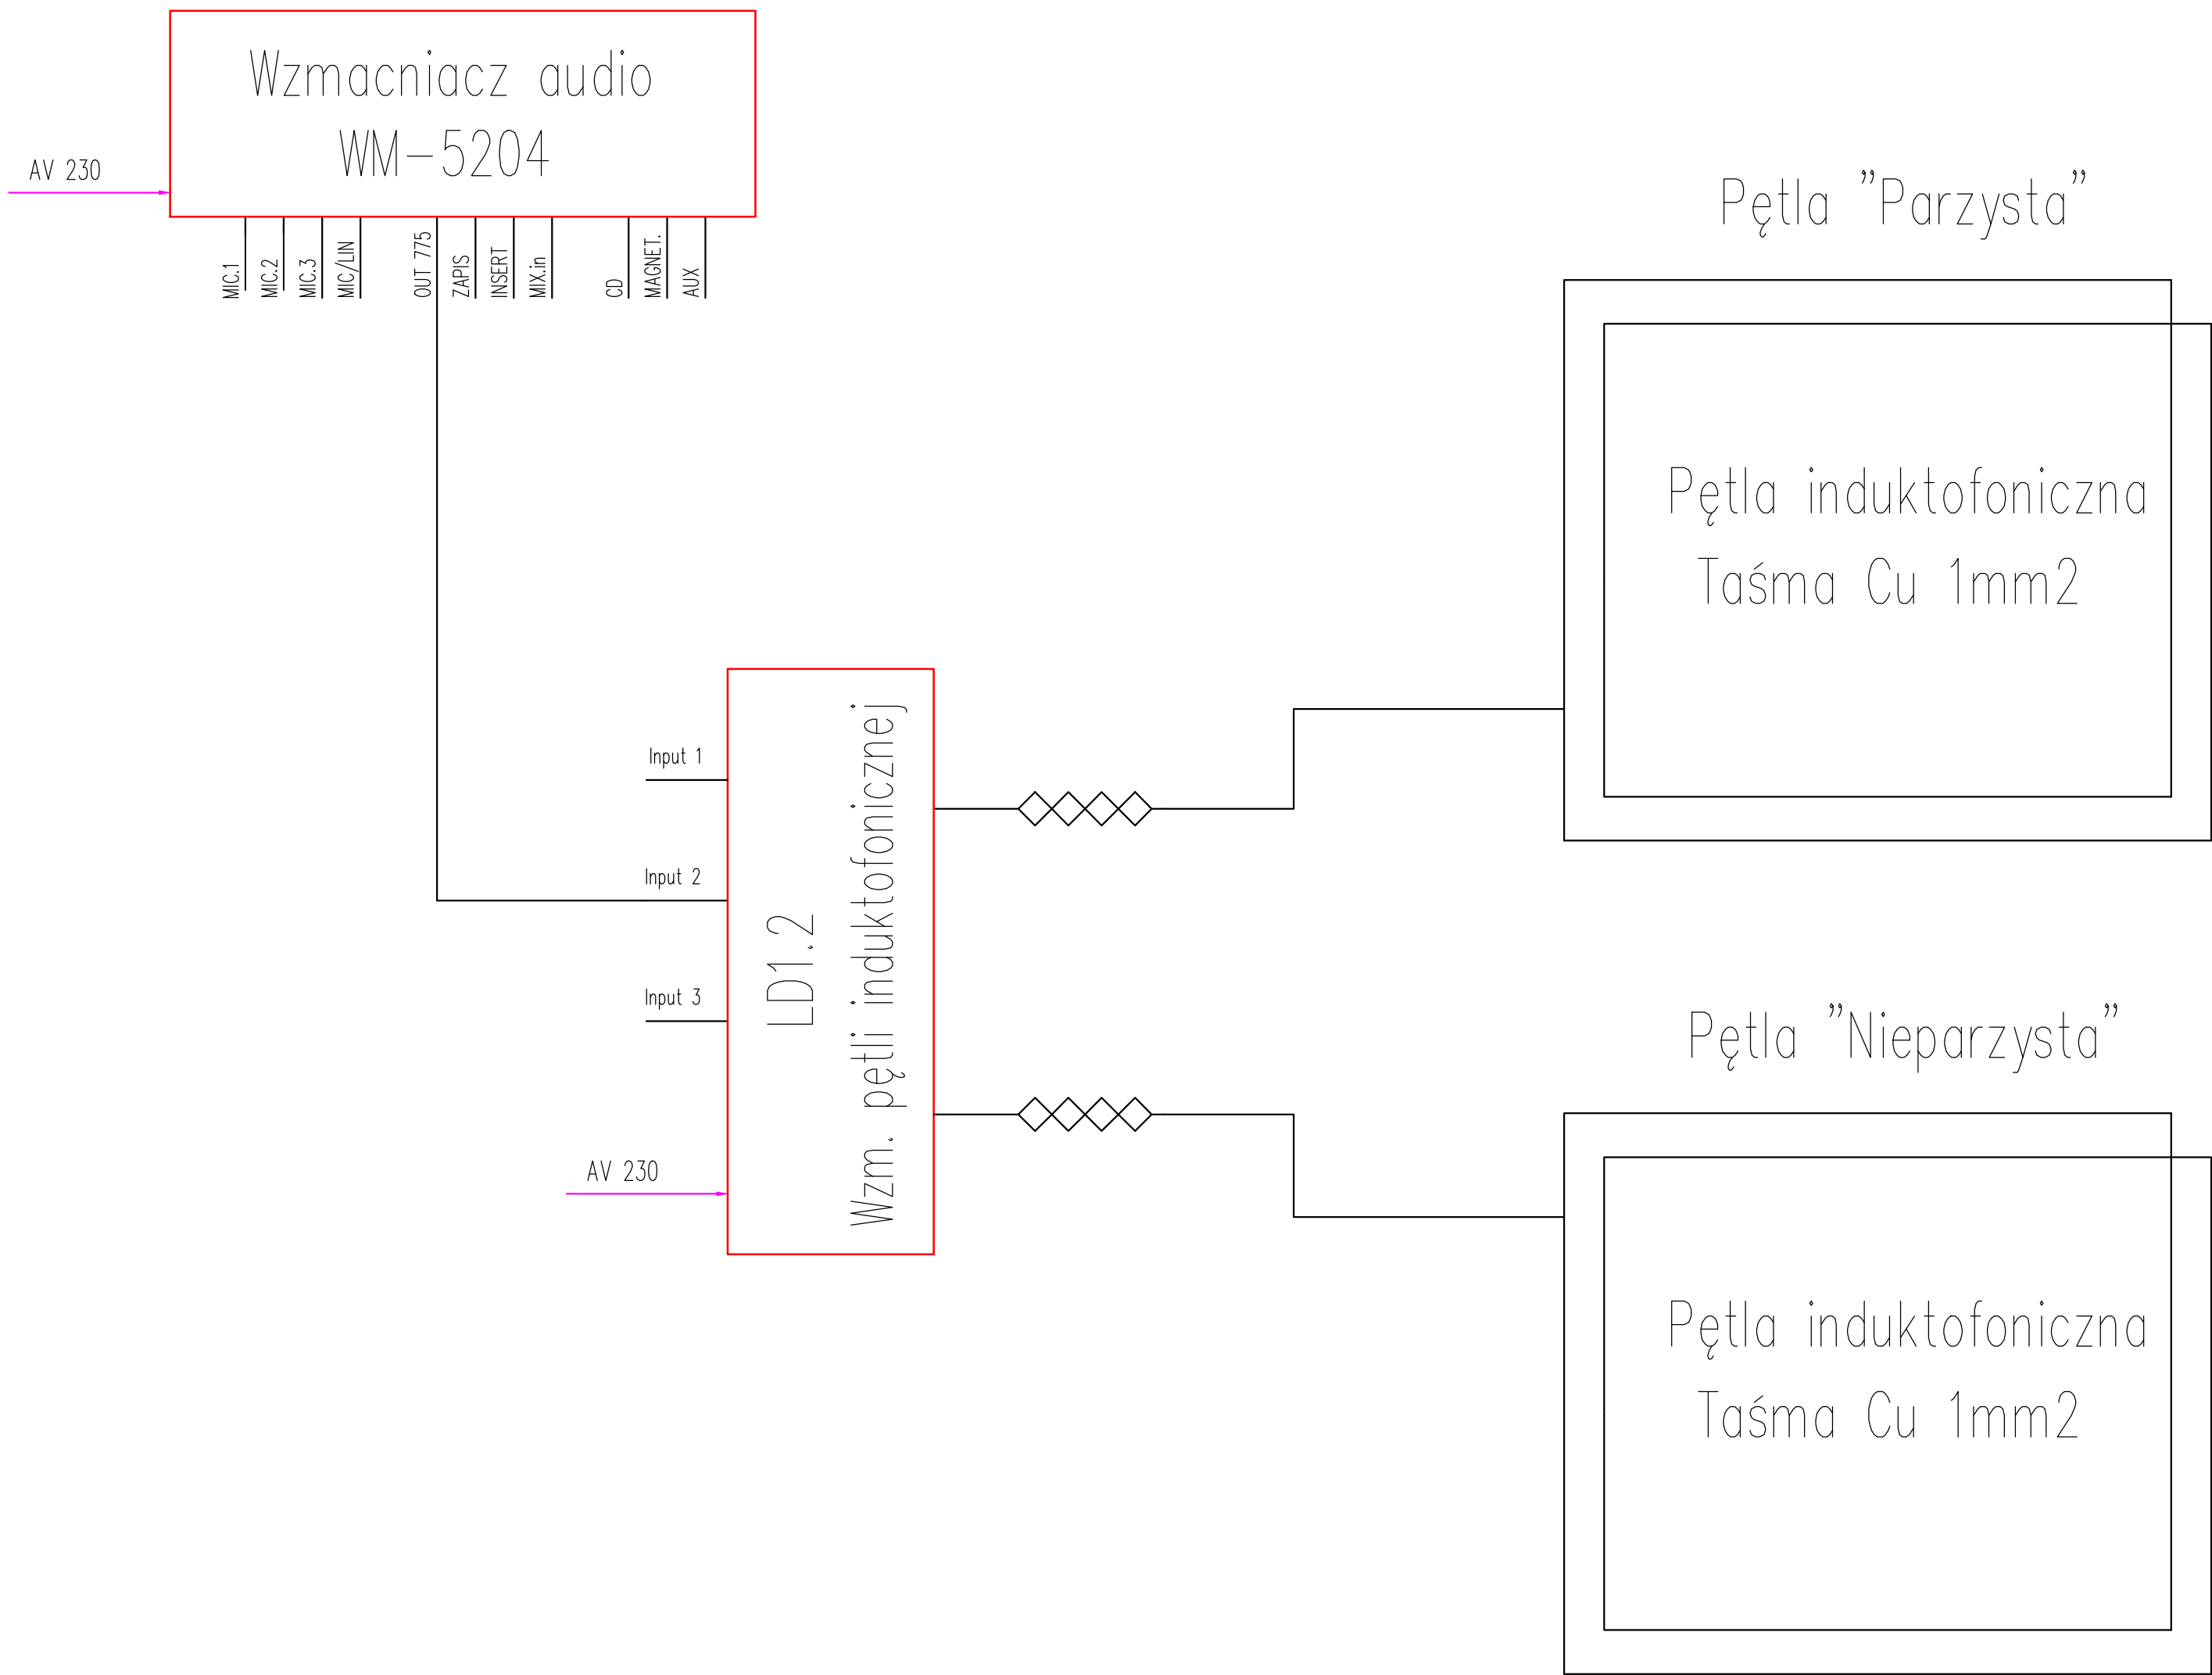 Wzmacniacz audio
WM-5204
AV 230
MIC.1
MIC.2
MIC.3
MIC/LIN
OUT 775
ZAPIS
INSERT
MIX.in
CD
MAGNET.
AUX
Pętla "Parzysta"
Pętla induktofoniczna
Taśma Cu 1mm2
Input 1
Input 2
Input 3
AV 230
LD1.2
Wzm. pętli induktofonicznej
Pętla "Nieparzysta"
Pętla induktofoniczna
Taśma Cu 1mm2